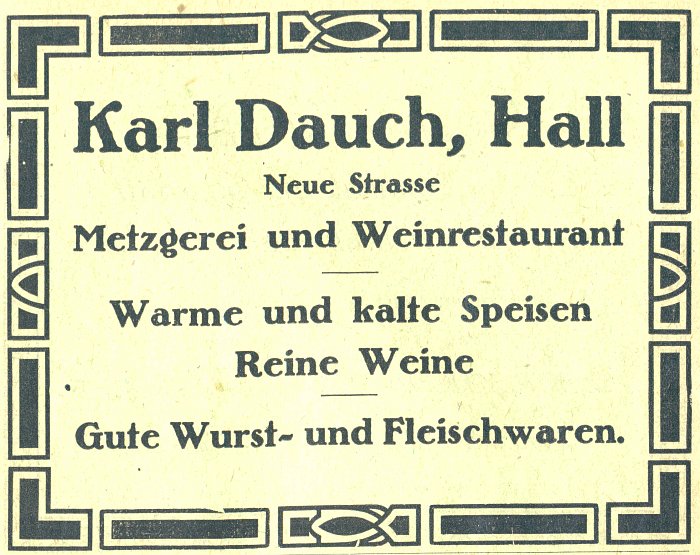 Karl Dauch, Hall
Neue Strasse
Metzgerei und Weinrestaurant
Warme und kalte Speisen
Reine Weine
Gute Wurst- und Fleischwaren.